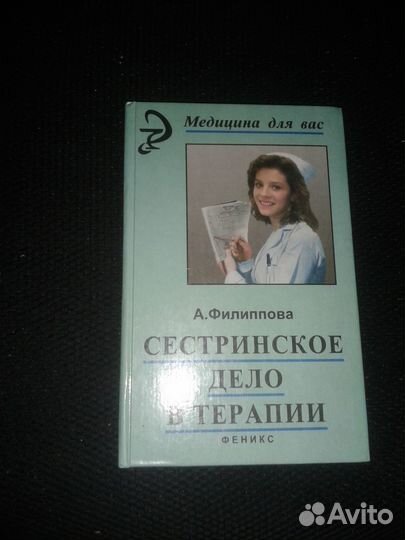 Медицина для вас
А.Филиппова
СЕСТРИНСКОЕ
ДЕЛО
В ТЕРАПИИ
ФЕНИКС
Avito